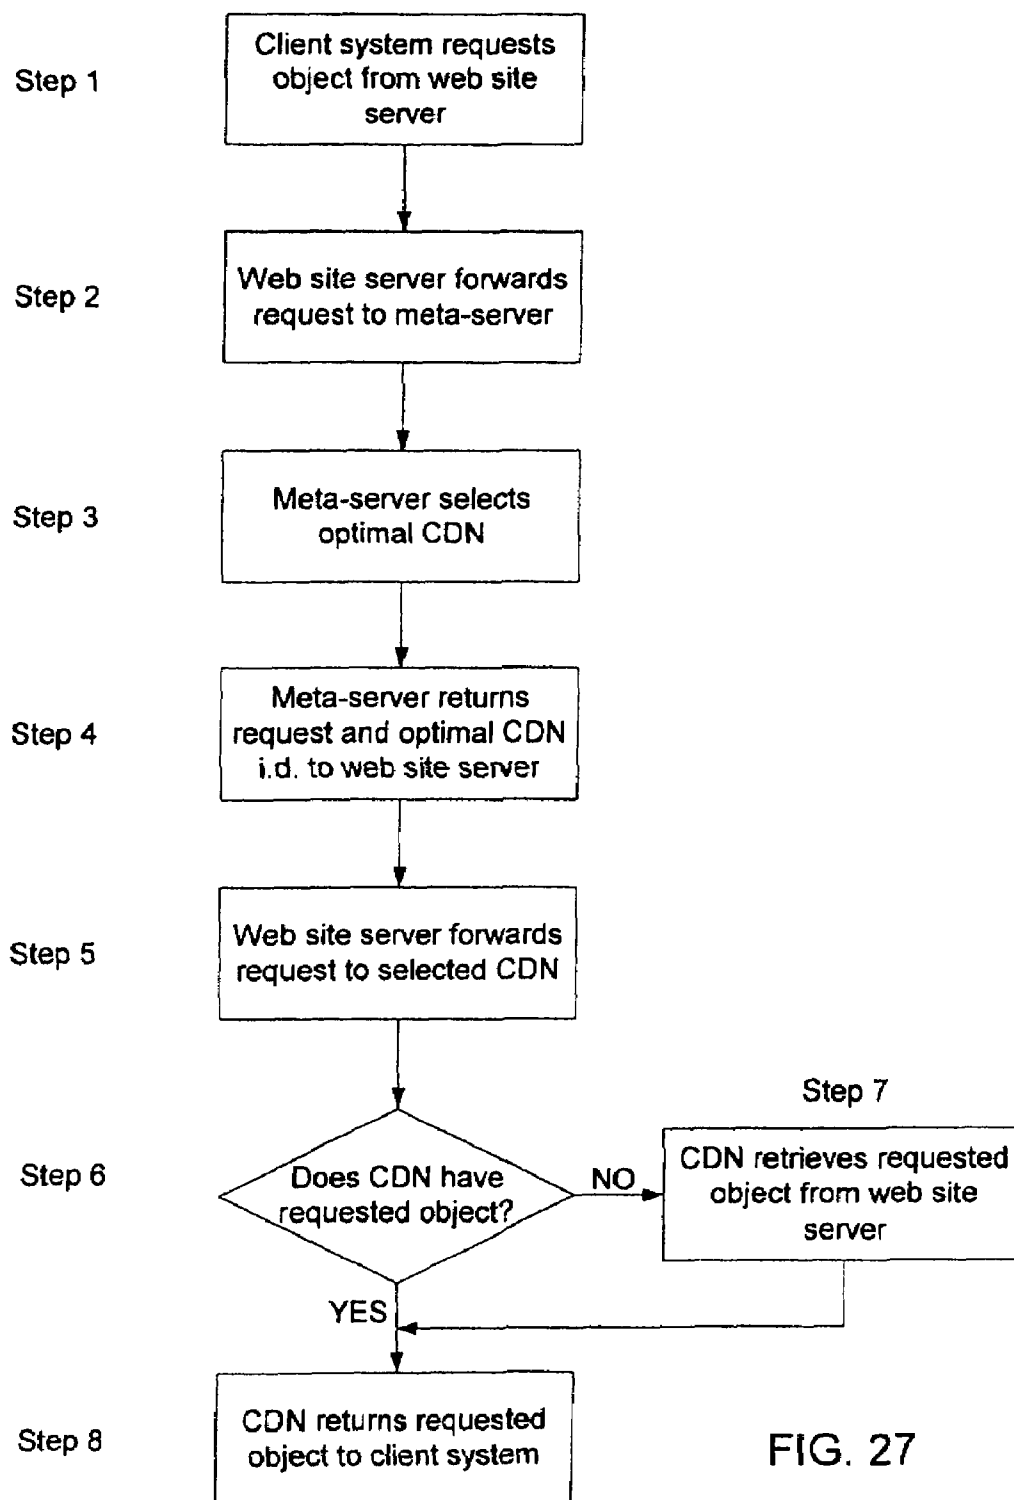 Step 1
Client system requests
object from web site
server
Step 2
Web site server forwards
request to meta-server
Step 3
Meta-server selects
optimal CDN
Step 4
Meta-server returns
request and optimal CDN
i.d. to web site server
Step 5
Web site server forwards
request to selected CDN
Step 6
Does CDN have
requested object?
NO
Step 7
CDN retrieves requested
object from web site
server
YES
Step 8
CDN returns requested
object to client system
FIG. 27